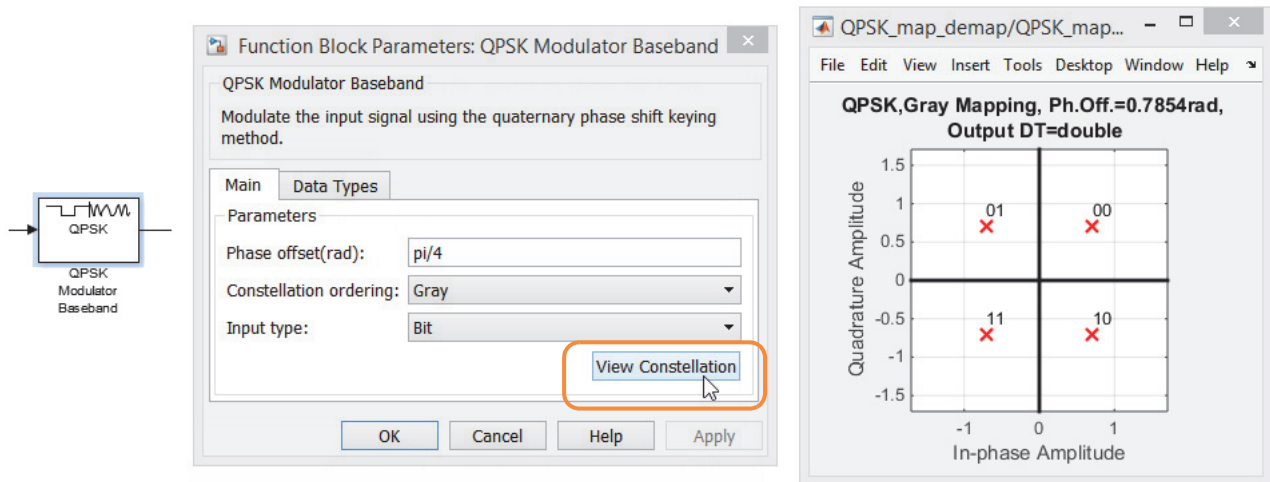 QPSK
QPSK
Modulator
Baseband
Function Block Parameters: QPSK Modulator Baseband
QPSK Modulator Baseband
Modulate the input signal using the quaternary phase shift keying
method.
Main Data Types
Parameters
Phase offset(rad): pi/4
Constellation ordering: Gray
Input type: Bit
View Constellation
OK Cancel Help Apply
QPSK_map_demap/QPSK_map...
File Edit View Insert Tools Desktop Window Help
QPSK,Gray Mapping, Ph.Off.=0.7854rad,
Output DT=double
1.5
1
0.5
0
-0.5
-1
-1.5
Quadrature Amplitude
01 00
11 10
-1 0 1
In-phase Amplitude